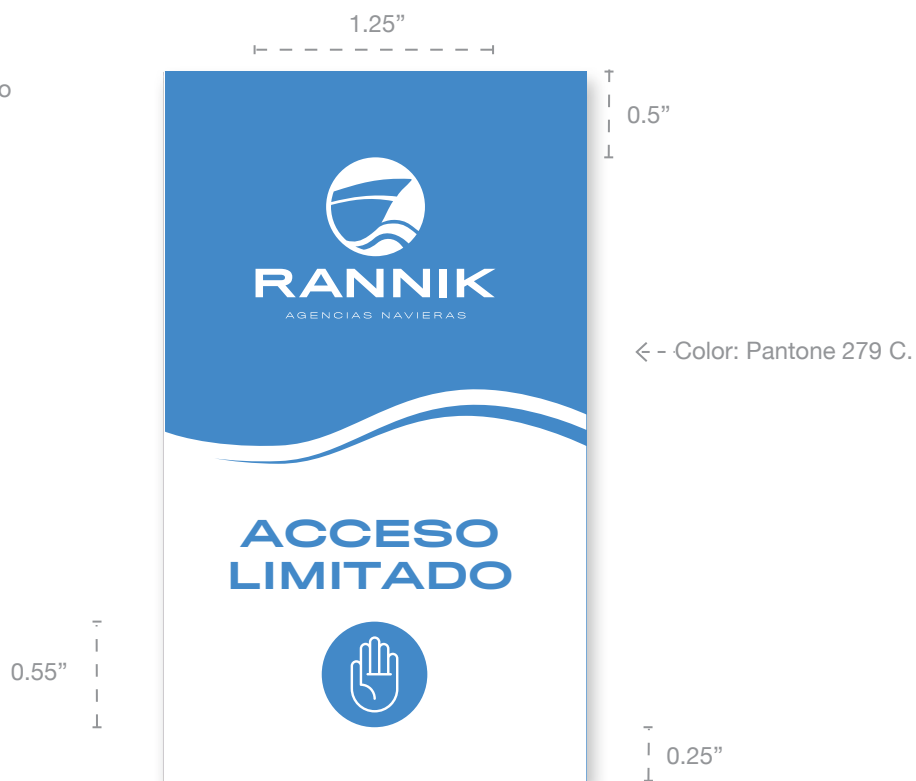 1.25”
0.5”
RANNIK
AGENCIAS NAVIERAS
Color: Pantone 279 C.
ACCESO
LIMITADO
0.55”
0.25”